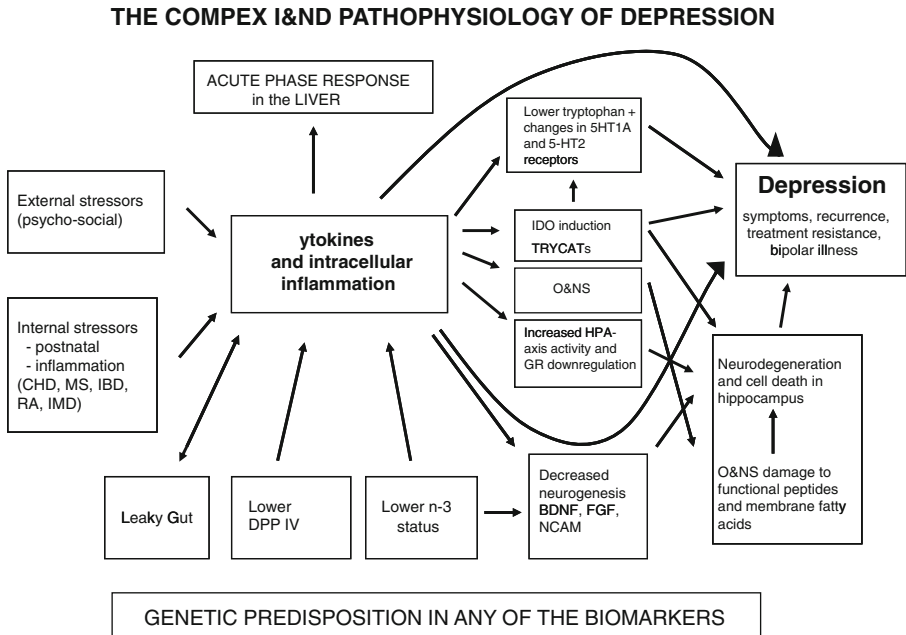 THE COMPEX I&ND PATHOPHYSIOLOGY OF DEPRESSION
ACUTE PHASE RESPONSE
in the LIVER
Lower tryptophan +
changes in 5HT1A
and 5-HT2
receptors
Depression
symptoms, recurrence,
treatment resistance,
bipolar illness
External stressors
(psycho-social)
ytokines
and intracellular
inflammation
IDO induction
TRYCATs
O&NS
Increased HPA-
axis activity and
GR downregulation
Internal stressors
- postnatal
- inflammation
(CHD, MS, IBD,
RA, IMD)
Neurodegeneration
and cell death in
hippocampus
O&NS damage to
functional peptides
and membrane fatty
acids
Leaky Gut
Lower
DPP IV
Lower n-3
status
Decreased
neurogenesis
BDNF, FGF,
NCAM
GENETIC PREDISPOSITION IN ANY OF THE BIOMARKERS